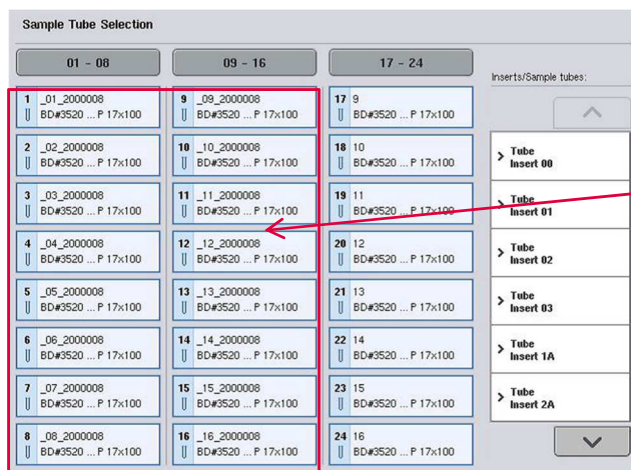 Sample Tube Selection
01 - 08
09 - 16
17 - 24
Inserts/Sample tubes:
1 _01_2000008
BD#3520 ... P 17x100
2 _02_2000008
BD#3520 ... P 17x100
3 _03_2000008
BD#3520 ... P 17x100
4 _04_2000008
BD#3520 ... P 17x100
5 _05_2000008
BD#3520 ... P 17x100
6 _06_2000008
BD#3520 ... P 17x100
7 _07_2000008
BD#3520 ... P 17x100
8 _08_2000008
BD#3520 ... P 17x100
9 _09_2000008
BD#3520 ... P 17x100
10 _10_2000008
BD#3520 ... P 17x100
11 _11_2000008
BD#3520 ... P 17x100
12 _12_2000008
BD#3520 ... P 17x100
13 _13_2000008
BD#3520 ... P 17x100
14 _14_2000008
BD#3520 ... P 17x100
15 _15_2000008
BD#3520 ... P 17x100
16 _16_2000008
BD#3520 ... P 17x100
17 9
BD#3520 ... P 17x100
18 10
BD#3520 ... P 17x100
19 11
BD#3520 ... P 17x100
20 12
BD#3520 ... P 17x100
21 13
BD#3520 ... P 17x100
22 14
BD#3520 ... P 17x100
23 15
BD#3520 ... P 17x100
24 16
BD#3520 ... P 17x100
Tube
Insert 00
Tube
Insert 01
Tube
Insert 02
Tube
Insert 03
Tube
Insert 1A
Tube
Insert 2A